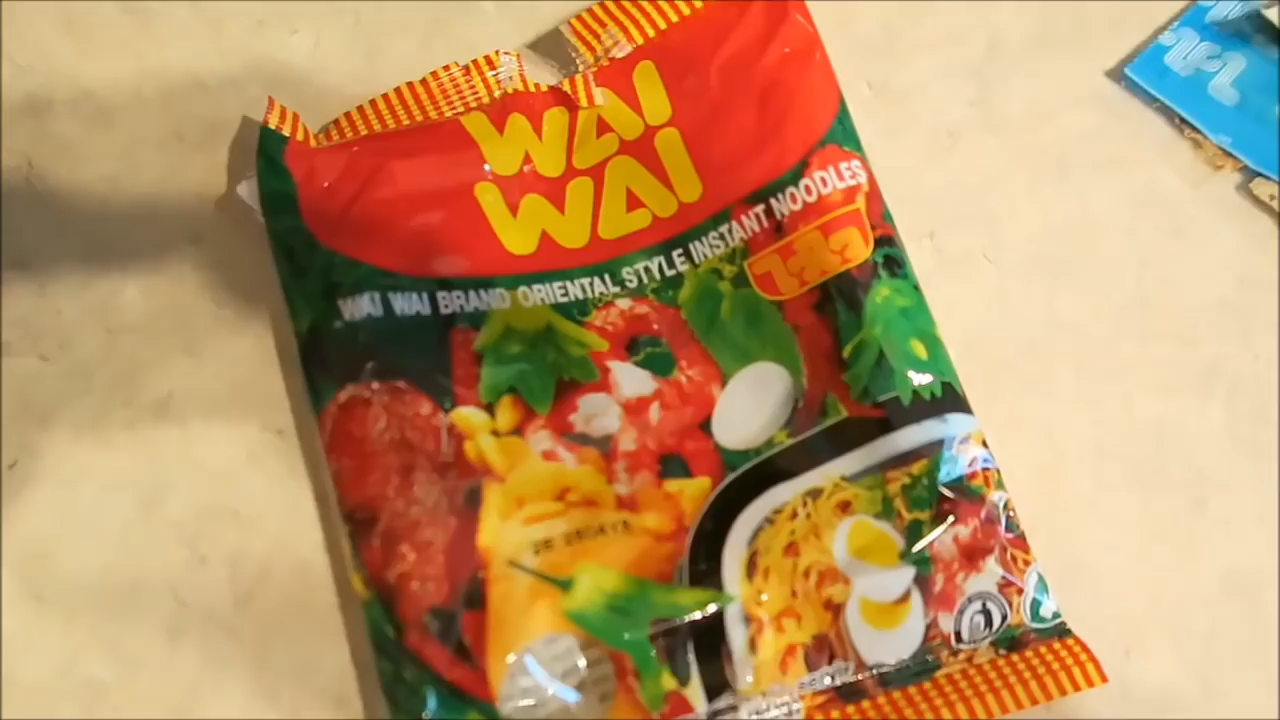 WAI
WAI
WAI WAI BRAND ORIENTAL STYLE INSTANT NOODLES
ไวไว